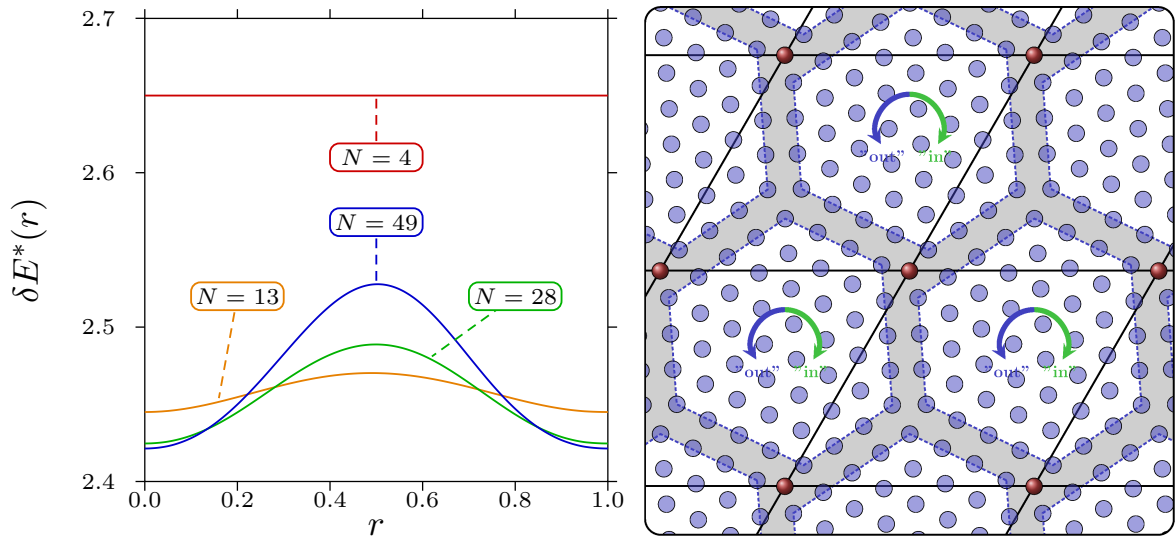 2.7
2.6
2.5
2.4
δE*(r)
N = 4
N = 49
N = 13
N = 28
0.0 0.2 0.4 0.6 0.8 1.0
r
"out" "in"
"out" "in"
"out" "in"